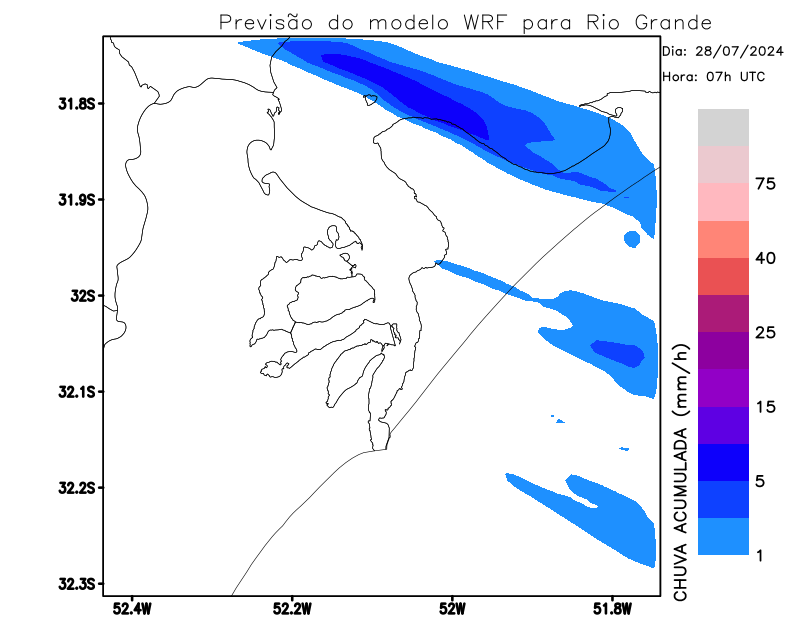 Previsão do modelo WRF para Rio Grande
Dia: 28/07/2024
Hora: 07h UTC
31.8S
31.9S
32S
32.1S
32.2S
32.3S
52.4W
52.2W
52W
51.8W
75
40
25
15
5
1
CHUVA ACUMULADA (mm/h)